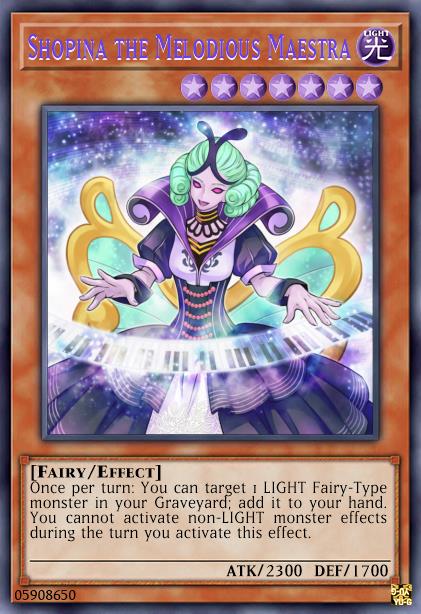 Shopina the Melodious Maestra
LIGHT
光
[Fairy/Effect]
Once per turn: You can target 1 LIGHT Fairy-Type
monster in your Graveyard; add it to your hand.
You cannot activate non-LIGHT monster effects
during the turn you activate this effect.
ATK/2300 DEF/1700
05908650